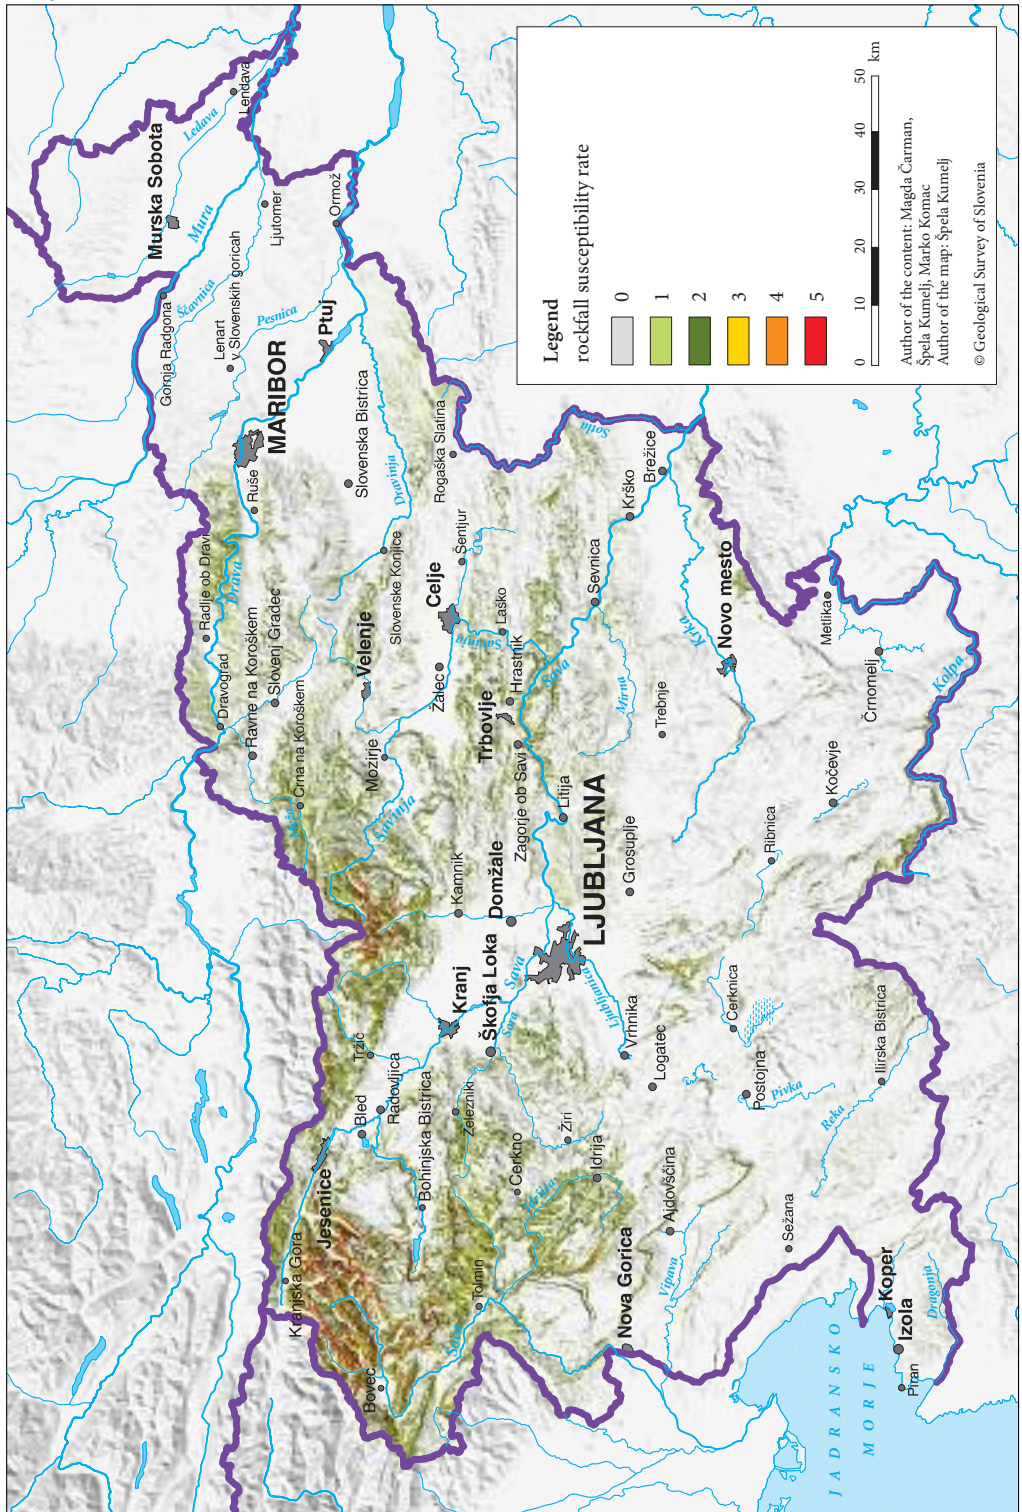 Legend
rockfall susceptibility rate
0
1
2
3
4
5
0 10 20 30 40 50 km
Author of the content: Magda Čarman,
Špela Kumelj, Marko Komac
Author of the map: Špela Kumelj
© Geological Survey of Slovenia
Murska Sobota
Ledava
Lendava
Mura
Ščavnica
Gornja Radgona
Ljutomer
Ormož
Lenart
v Slovenskih goricah
Pesnica
Ptuj
MARIBOR
Ruše
Slovenska Bistrica
Dravinja
Rogaška Slatina
Radlje ob Dravi
Drava
Dravograd
Ravne na Koroškem
Slovenj Gradec
Črna na Koroškem
Meža
Velenje
Slovenske Konjice
Mozirje
Savinja
Celje
Šentjur
Žalec
Laško
Savinja
Hrastnik
Trbovlje
Zagorje ob Savi
Sava
Sevnica
Krško
Brežice
Sotla
Litija
Mirna
Trebnje
Krka
Novo mesto
Metlika
Črnomelj
Kolpa
Kočevje
Ribnica
Grosuplje
LJUBLJANA
Domžale
Kamnik
Kranj
Škofja Loka
Sava
Sora
Ljubljanica
Vrhnika
Logatec
Cerknica
Postojna
Pivka
Ilirska Bistrica
Reka
Tržič
Radovljica
Bled
Jesenice
Kranjska Gora
Bohinjska Bistrica
Železniki
Žiri
Cerkno
Idrija
Idrijca
Bovec
Tolmin
Soča
Nova Gorica
Ajdovščina
Vipava
Sežana
Koper
Izola
Piran
Dragonja
JADRANSKO
MORJE